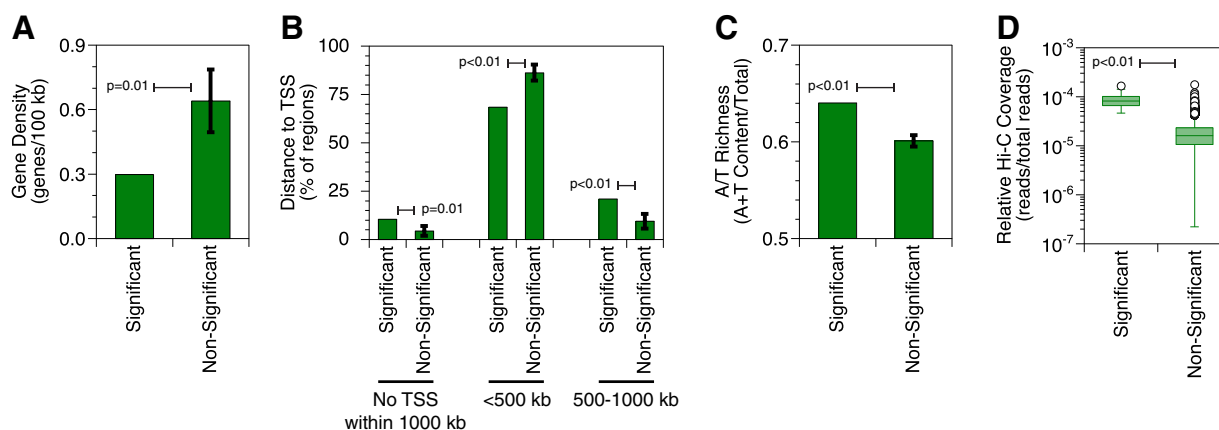 A
Gene Density
(genes/100 kb)
0.9
0.6
0.3
0.0
p=0.01
Significant
Non-Significant
B
Distance to TSS
(% of regions)
100
75
50
25
0
p=0.01
p<0.01
p<0.01
Significant
Non-Significant
Significant
Non-Significant
Significant
Non-Significant
No TSS
within 1000 kb
<500 kb
500-1000 kb
C
A/T Richness
(A+T Content/Total)
0.7
0.6
0.5
p<0.01
Significant
Non-Significant
D
Relative Hi-C Coverage
(reads/total reads)
10⁻³
10⁻⁴
10⁻⁵
10⁻⁶
10⁻⁷
p<0.01
Significant
Non-Significant